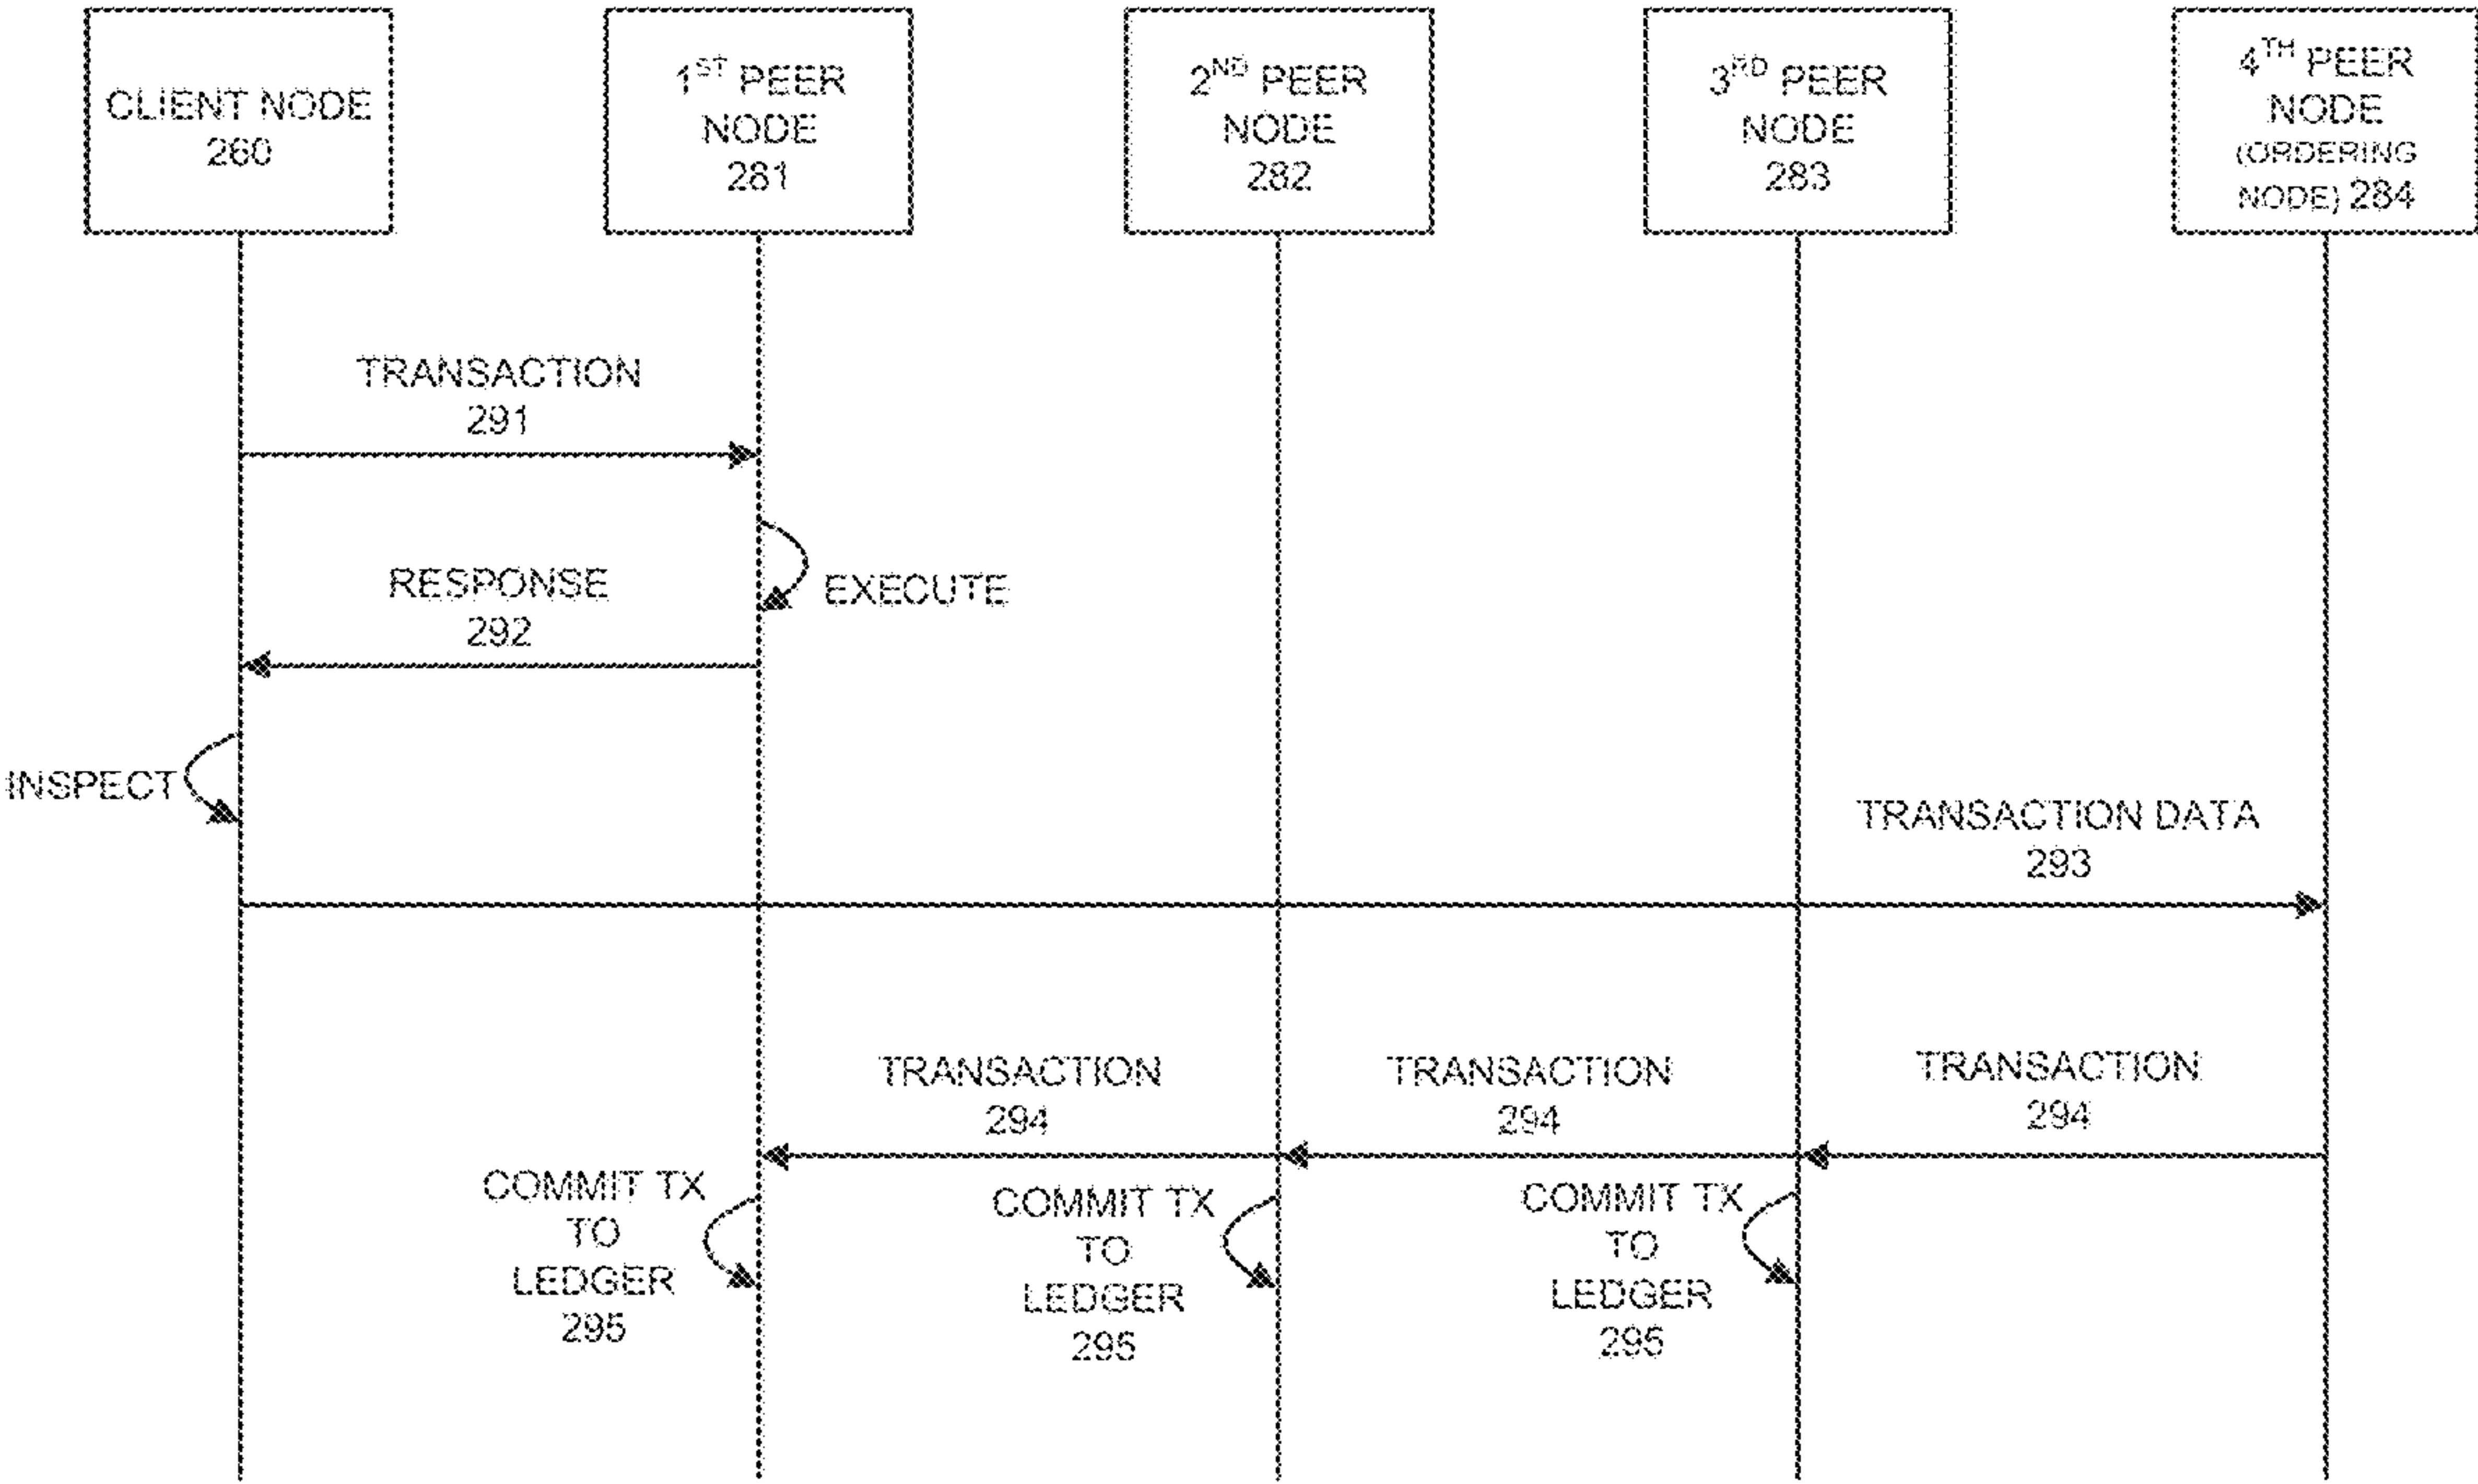 CLIENT NODE
260
1ST PEER
NODE
281
2ND PEER
NODE
282
3RD PEER
NODE
283
4TH PEER
NODE
(ORDERING
NODE) 284
TRANSACTION
291
EXECUTE
RESPONSE
292
INSPECT
TRANSACTION DATA
293
TRANSACTION
294
TRANSACTION
294
TRANSACTION
294
COMMIT TX
TO
LEDGER
295
COMMIT TX
TO
LEDGER
295
COMMIT TX
TO
LEDGER
295